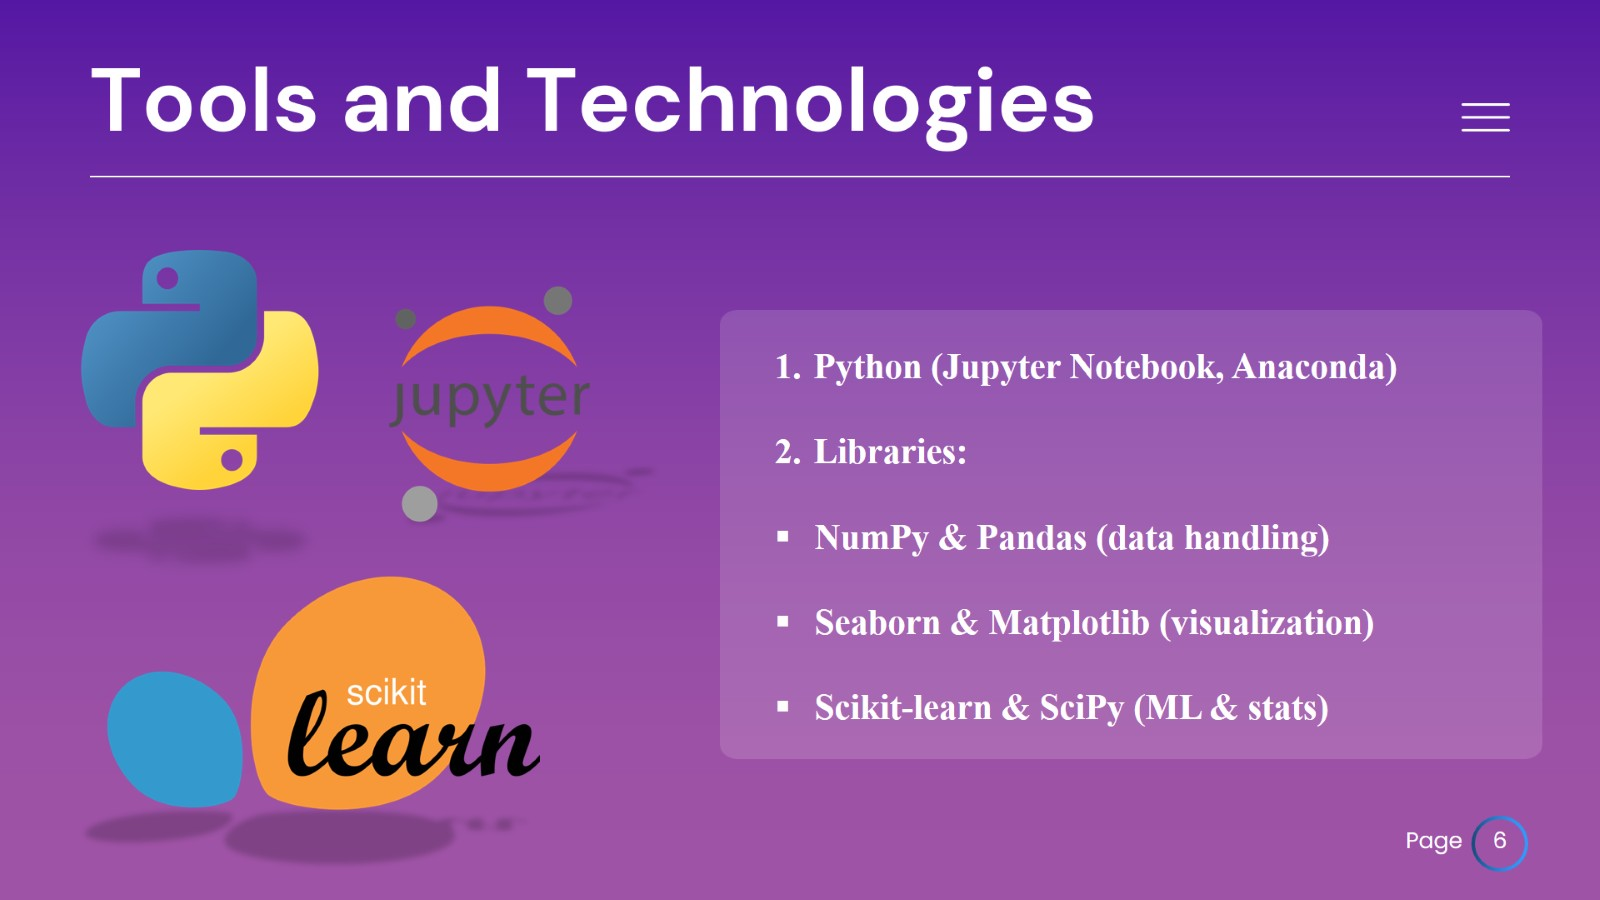 Tools and Technologies
jupyter
scikit
learn
1. Python (Jupyter Notebook, Anaconda)
2. Libraries:
▪ NumPy & Pandas (data handling)
▪ Seaborn & Matplotlib (visualization)
▪ Scikit-learn & SciPy (ML & stats)
Page 6